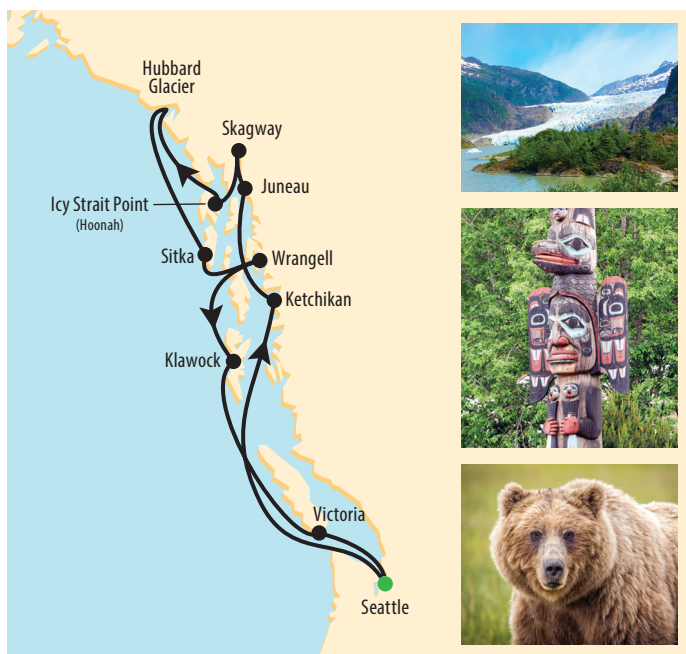 Hubbard
Glacier
Skagway
Juneau
Icy Strait Point
(Hoonah)
Sitka
Wrangell
Ketchikan
Klawock
Victoria
Seattle